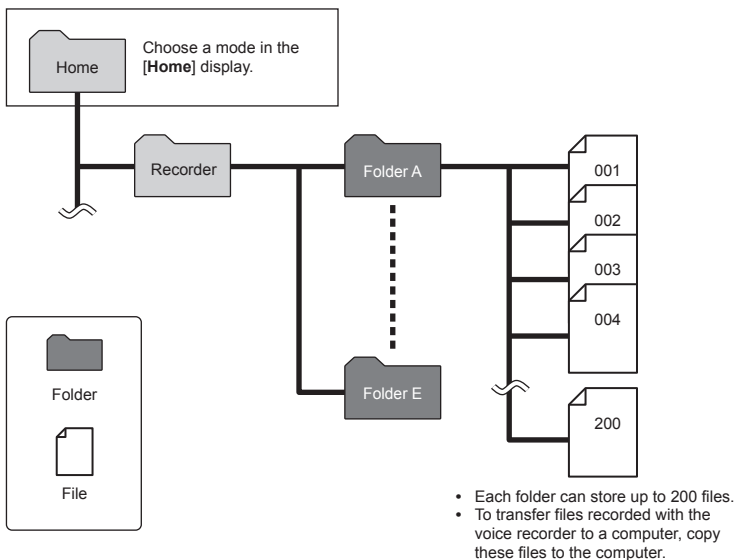 Home
Choose a mode in the
[Home] display.
Recorder
Folder A
001
002
003
004
Folder E
200
Folder
File
• Each folder can store up to 200 files.
• To transfer files recorded with the
voice recorder to a computer, copy
these files to the computer.